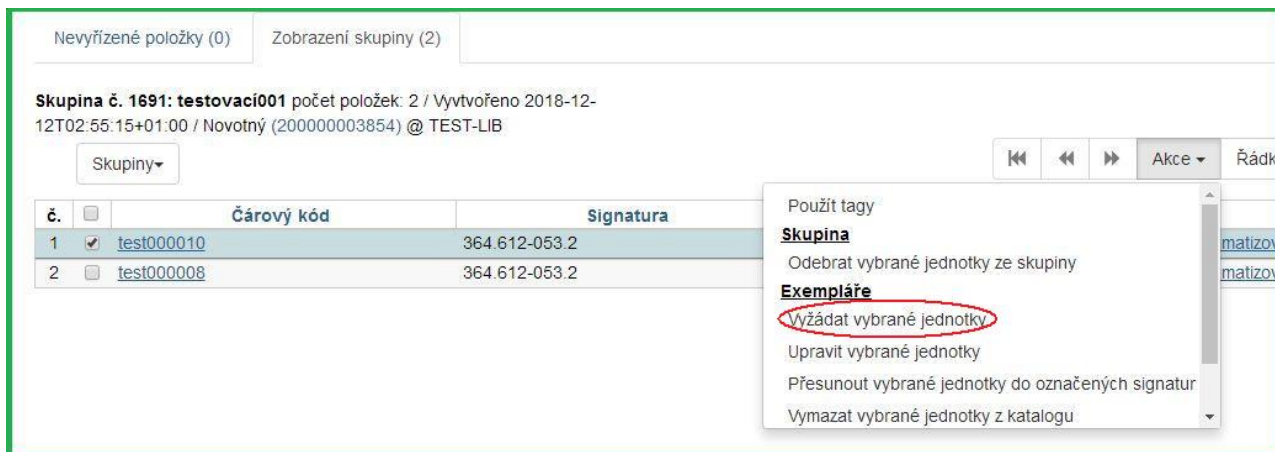 Nevyřízené položky (0) Zobrazení skupiny (2)
Skupina č. 1691: testovací001 počet položek: 2 / Vyvtvořeno 2018-12-
12T02:55:15+01:00 / Novotný (200000003854) @ TEST-LIB
Skupiny Akce Řádk
č. Čárový kód Signatura
1 test000010 364.612-053.2 matizov
2 test000008 364.612-053.2 matizov
Použít tagy
Skupina
Odebrat vybrané jednotky ze skupiny
Exempláře
Vyžádat vybrané jednotky
Upravit vybrané jednotky
Přesunout vybrané jednotky do označených signatur
Vymazat vybrané jednotky z katalogu